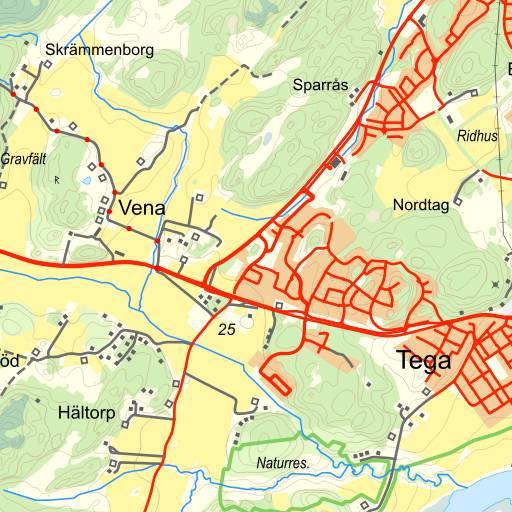 Skrämmenborg
Sparrås
Ridhus
Gravfält
R
Vena
Nordtag
25
Tega
öd
Hältorp
Naturres.